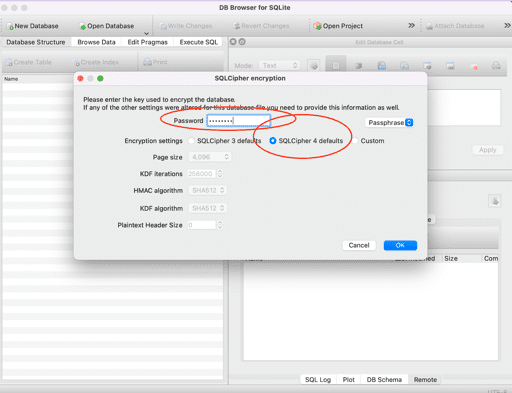 DB Browser for SQLite
New Database Open Database Write Changes Revert Changes Open Project Attach Database
Database Structure Browse Data Edit Pragmas Execute SQL
Edit Database Cell
Create Table Create Index Print
Mode: Text
Name
SQLCipher encryption
Please enter the key used to encrypt the database.
If any of the other settings were altered for this database file you need to provide this information as well.
Password •••••••• Passphrase
Encryption settings SQLCipher 3 defaults SQLCipher 4 defaults Custom
Page size 4,096
KDF iterations 256000
HMAC algorithm SHA512
KDF algorithm SHA512
Plaintext Header Size 0
Apply
Cancel OK
Name Last modified Size Com
SQL Log Plot DB Schema Remote
UTF-8